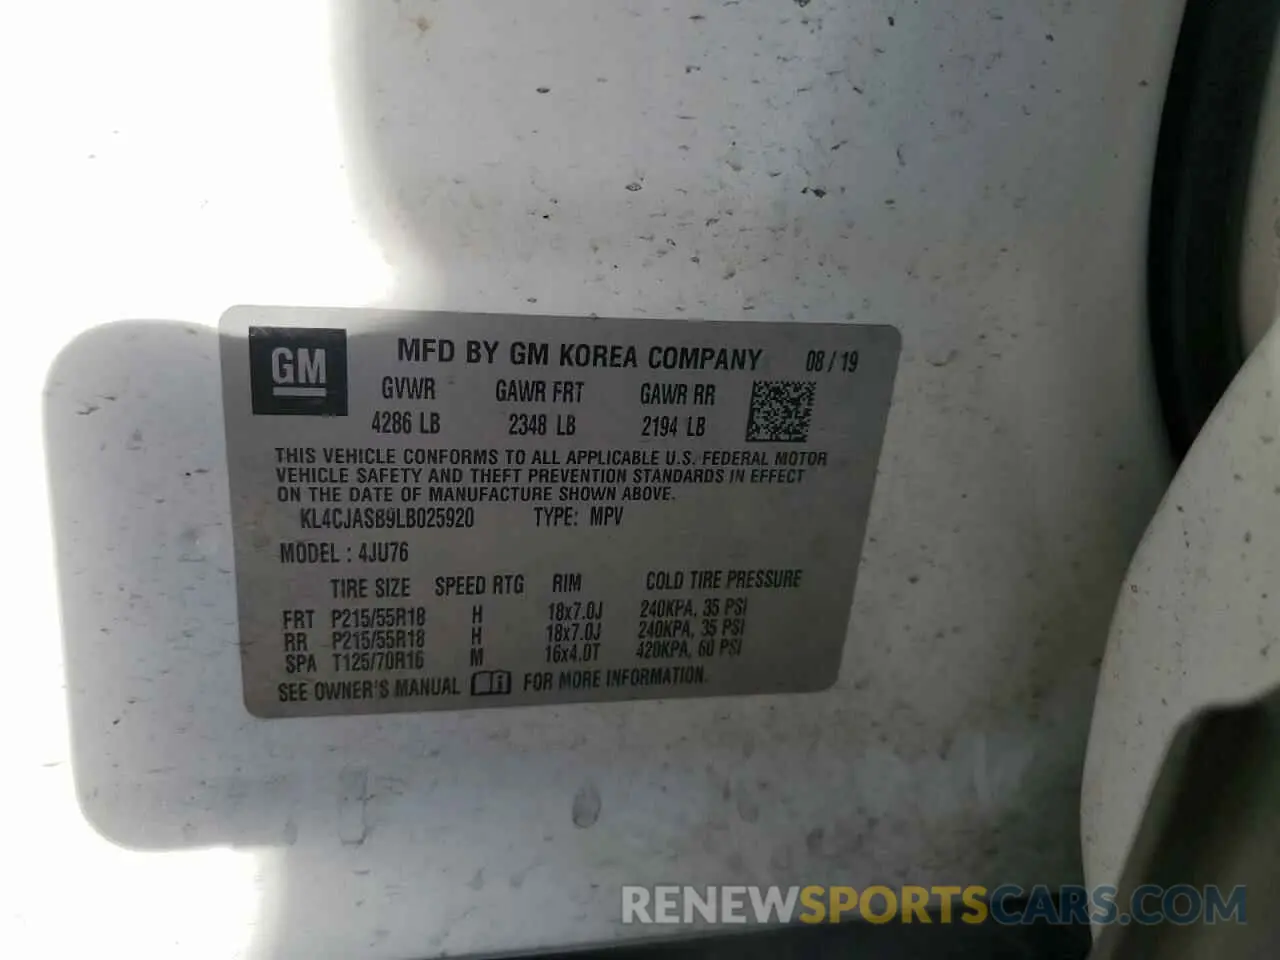 GM
MFD BY GM KOREA COMPANY 08/19
GVWR GAWR FRT GAWR RR
4286 LB 2348 LB 2194 LB
THIS VEHICLE CONFORMS TO ALL APPLICABLE U.S. FEDERAL MOTOR
VEHICLE SAFETY AND THEFT PREVENTION STANDARDS IN EFFECT
ON THE DATE OF MANUFACTURE SHOWN ABOVE.
KL4CJASB9LB025920 TYPE: MPV
MODEL : 4JU76
TIRE SIZE SPEED RTG RIM COLD TIRE PRESSURE
FRT P215/55R18 H 18x7.0J 240KPA, 35 PSI
RR P215/55R18 H 18x7.0J 240KPA, 35 PSI
SPA T125/70R16 M 16x4.0T 420KPA, 60 PSI
SEE OWNER'S MANUAL i FOR MORE INFORMATION.
RENEWSPORTSCARS.COM